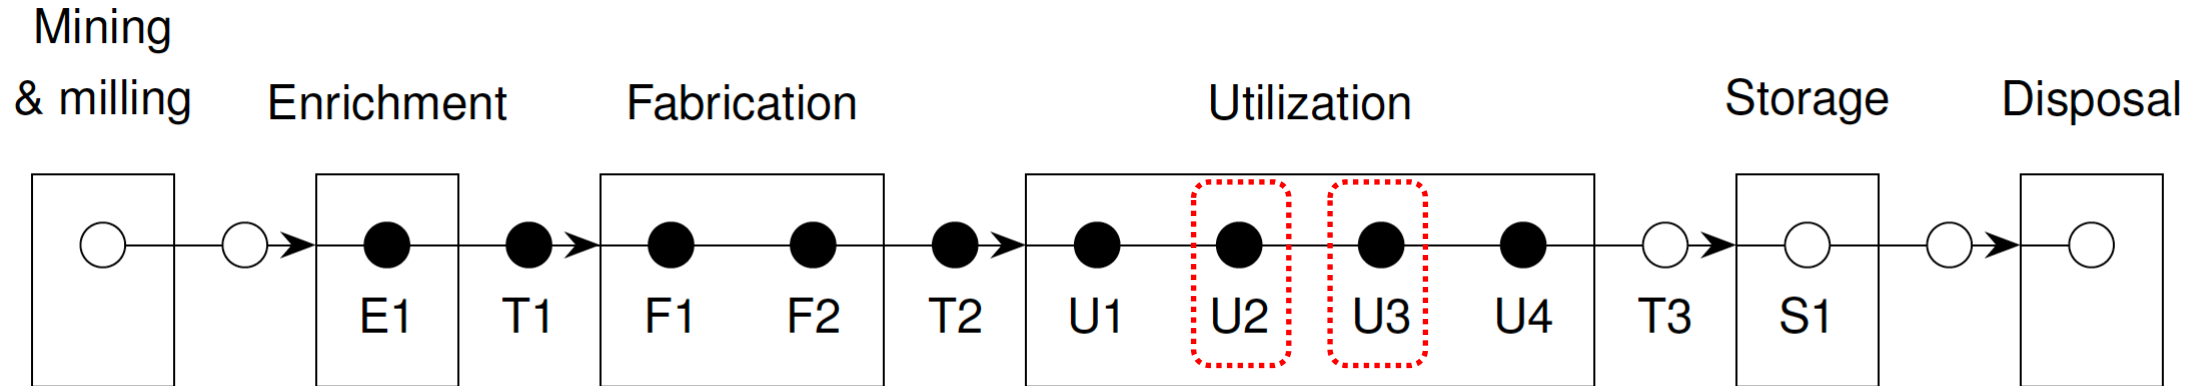 Mining
& milling
Enrichment
Fabrication
Utilization
Storage
Disposal
E1
T1
F1
F2
T2
U1
U2
U3
U4
T3
S1